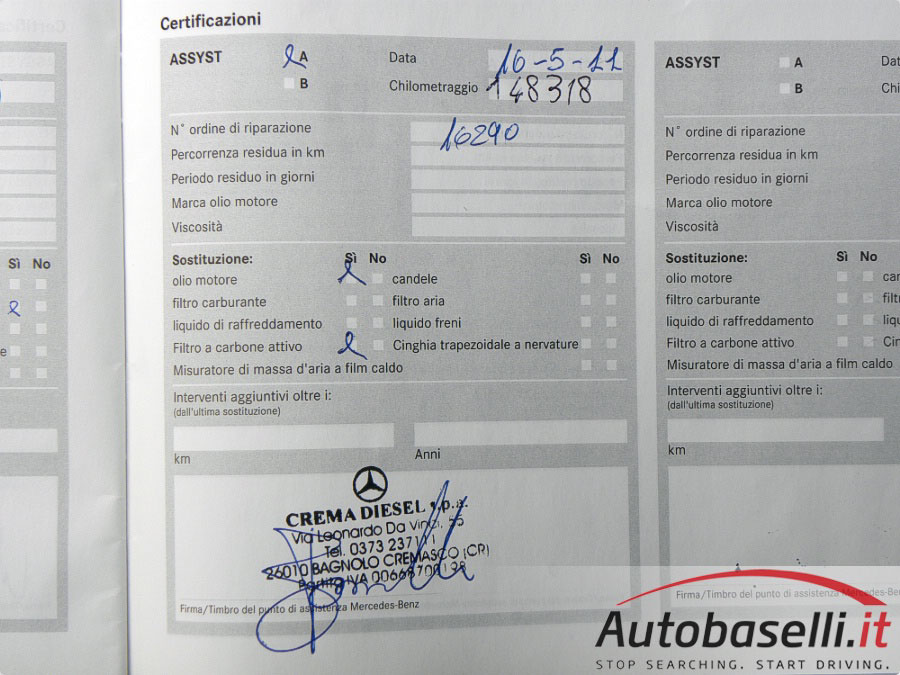 Certificazioni
ASSYST A Data 16-5-11
B Chilometraggio 148318
N° ordine di riparazione 16290
Percorrenza residua in km
Periodo residuo in giorni
Marca olio motore
Viscosità
Sostituzione: Sì No Sì No
olio motore candele
filtro carburante filtro aria
liquido di raffreddamento liquido freni
Filtro a carbone attivo Cinghia trapezoidale a nervature
Misuratore di massa d'aria a film caldo
Interventi aggiuntivi oltre i:
(dall'ultima sostituzione)
km Anni
CREMA DIESEL s.p.a.
Via Leonardo Da Vinci,
Tel. 0373
26010 BAGNOLO CREMASCO (CR)
Partita IVA
Firma/Timbro del punto di assistenza Mercedes-Benz
ASSYST A
B
N° ordine di riparazione
Percorrenza residua in km
Periodo residuo in giorni
Marca olio motore
Viscosità
Sostituzione: Sì No
olio motore
filtro carburante
liquido di raffreddamento
Filtro a carbone attivo
Misuratore di massa d'aria a film caldo
Interventi aggiuntivi oltre i:
(dall'ultima sostituzione)
km
Firma/Timbro del punto di assistenza Mercedes-Ben
Sì No
Autobaselli.it
STOP SEARCHING. START DRIVING.